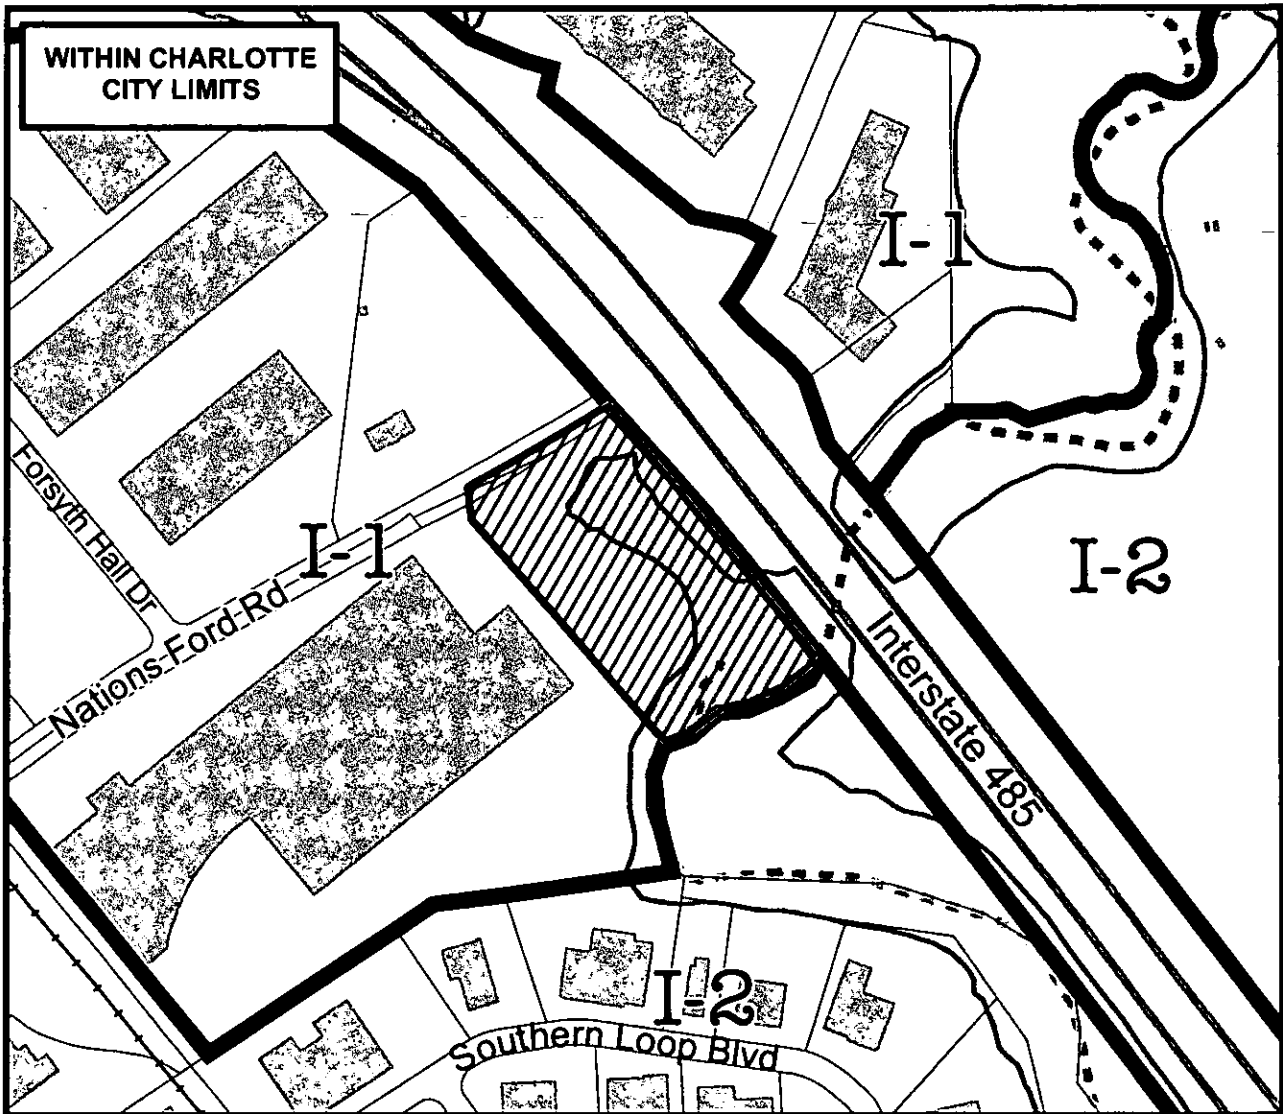 WITHIN CHARLOTTE
CITY LIMITS
I-1
I-1
I-2
Forsyth Hall Dr
Nations Ford Rd
Interstate 485
I-2
Southern Loop Blvd